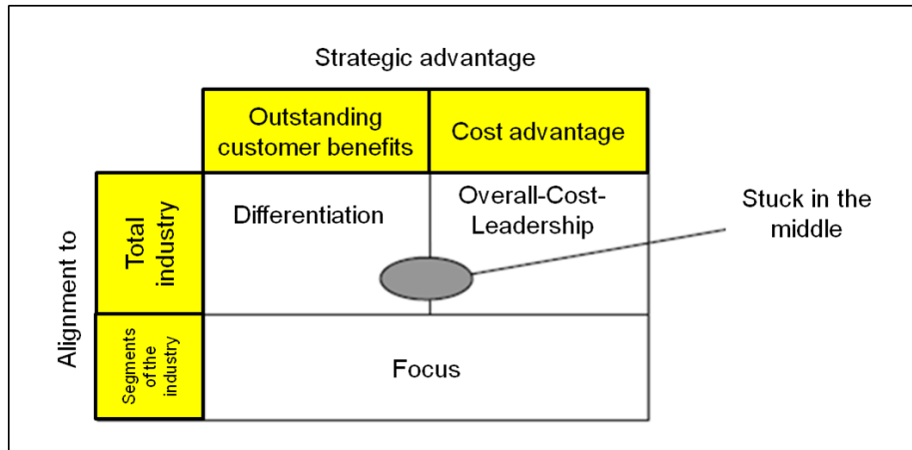 Strategic advantage
Outstanding
customer benefits
Cost advantage
Alignment to
Total
industry
Differentiation
Overall-Cost-
Leadership
Stuck in the
middle
Segments
of the
industry
Focus